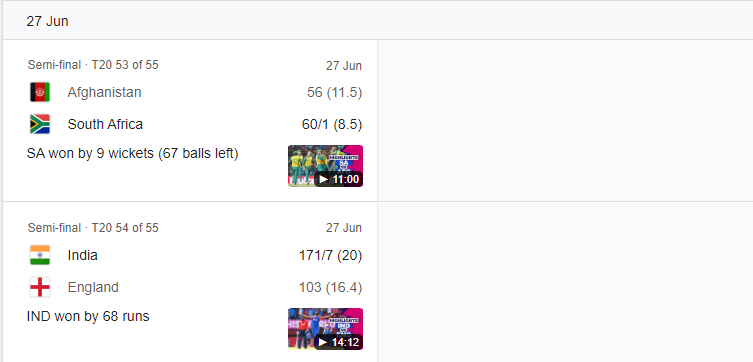 27 Jun
Semi-final · T20 53 of 55 27 Jun
Afghanistan 56 (11.5)
South Africa 60/1 (8.5)
SA won by 9 wickets (67 balls left)
HIGHLIGHTS
SA
11:00
Semi-final · T20 54 of 55 27 Jun
India 171/7 (20)
England 103 (16.4)
IND won by 68 runs
HIGHLIGHTS
IND
14:12